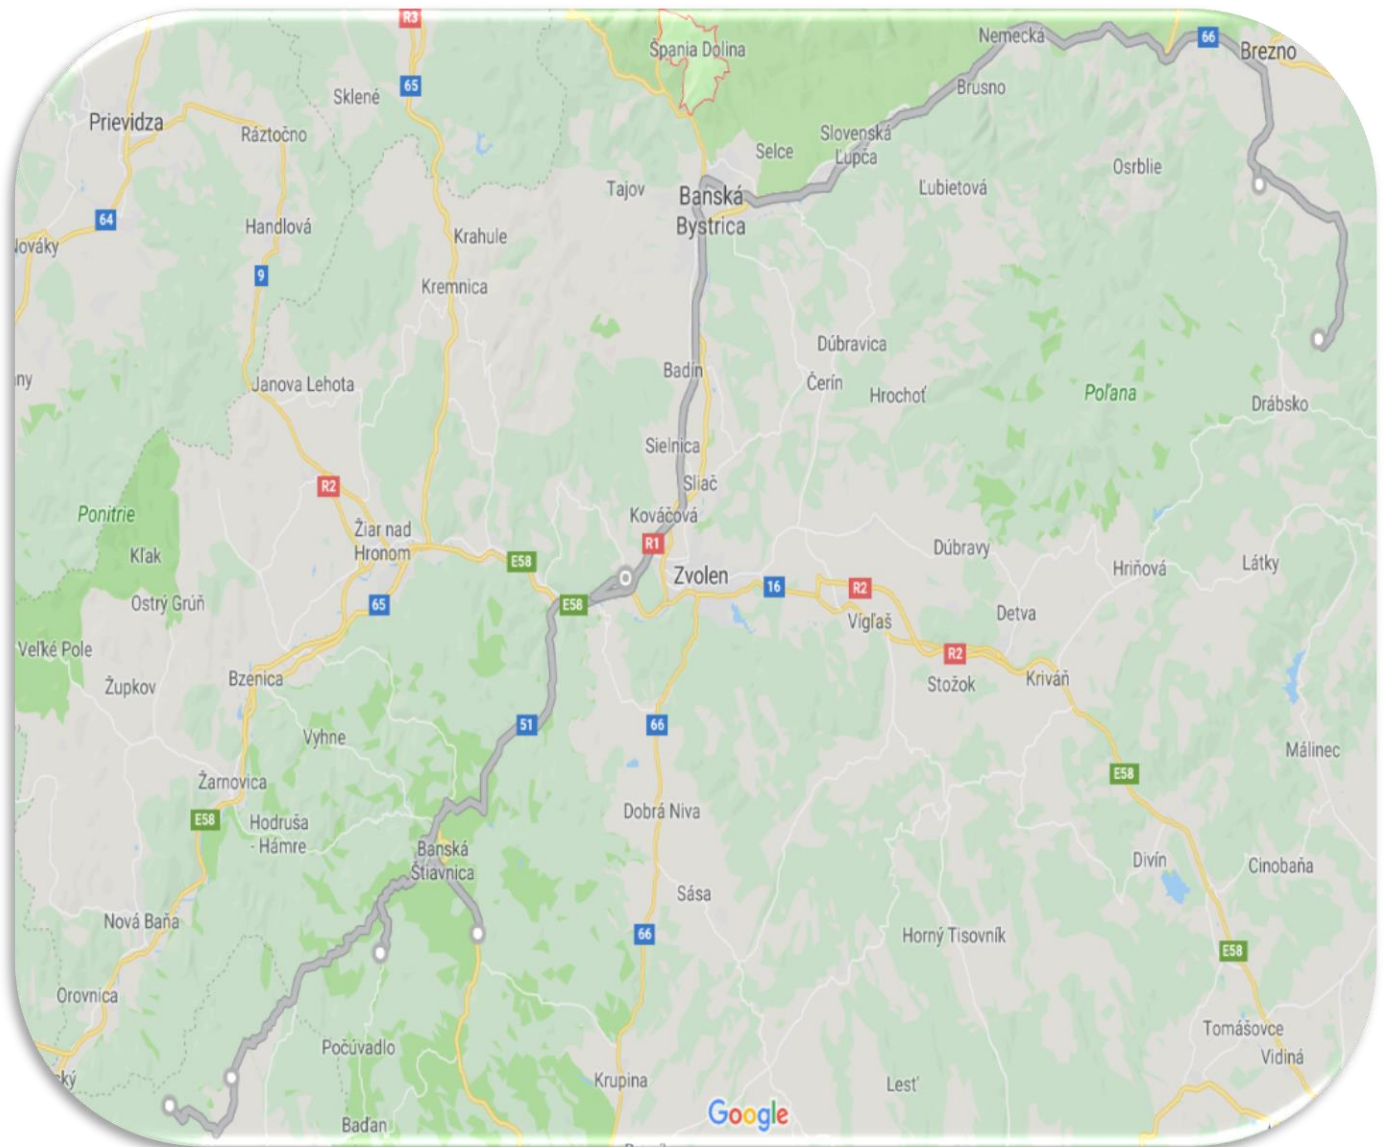 R3
Špania Dolina
Nemecká
66
Brezno
65
Sklené
Brusno
Prievidza
Ráztočno
Slovenská
Ľupča
Selce
Osrblie
Tajov
Banská
Bystrica
Ľubietová
64
Handlová
Krahule
Nováky
9
Kremnica
Dúbravica
Badín
ny
Janova Lehota
Čerín
Hrochoť
Poľana
Drábsko
Sielnica
R2
Sliač
Ponitrie
Kováčová
Žiar nad
Hronom
R1
Kľak
E58
Dúbravy
Hriňová
Látky
Zvolen
16
R2
Ostrý Grúň
65
E58
Vígľaš
Detva
Veľké Pole
R2
Župkov
Bzenica
Stožok
Kriváň
51
66
Vyhne
Málinec
Žarnovica
E58
E58
Hodruša
- Hámre
Dobrá Niva
Banská
Štiavnica
Divín
Cinobaňa
Sása
Nová Baňa
66
Horný Tisovník
E58
Orovnica
Tomášovce
Počúvadlo
Vidiná
ský
Krupina
Lešť
Baďan
Google